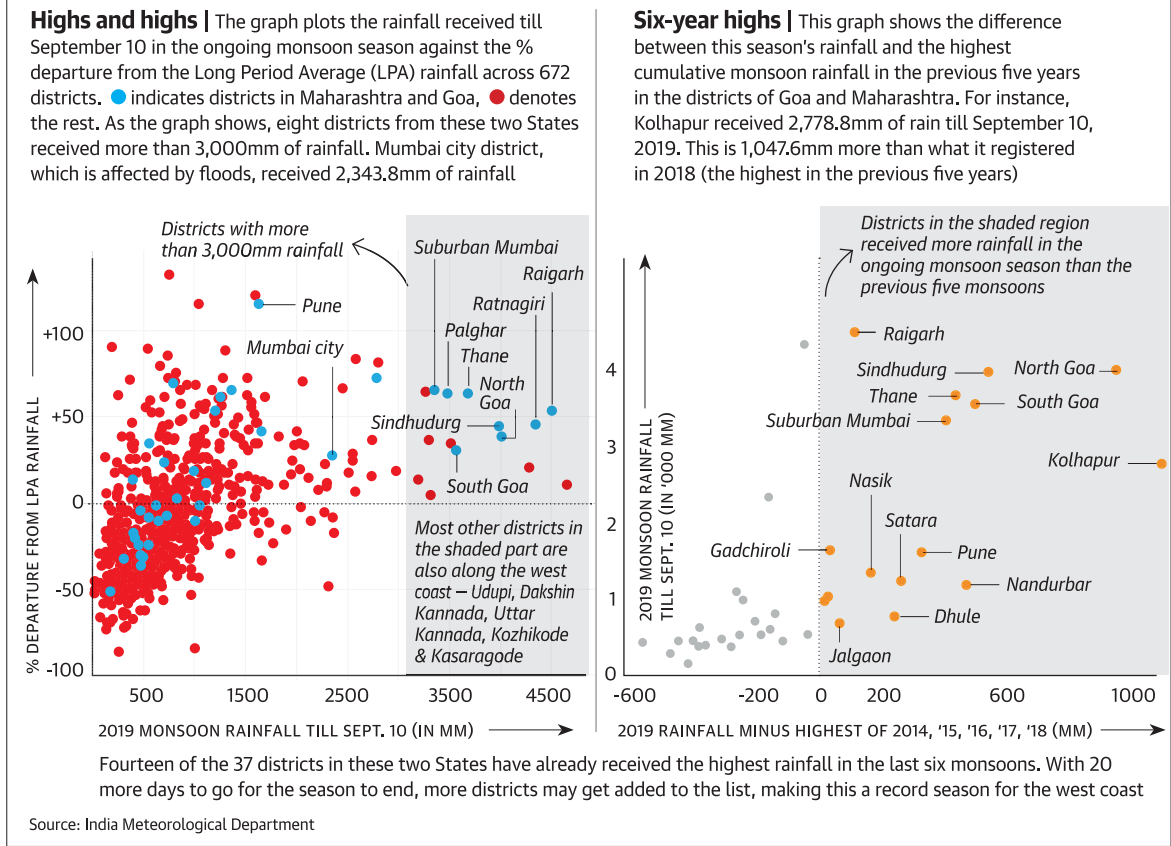 Highs and highs | The graph plots the rainfall received till
September 10 in the ongoing monsoon season against the %
departure from the Long Period Average (LPA) rainfall across 672
districts. indicates districts in Maharashtra and Goa, denotes
the rest. As the graph shows, eight districts from these two States
received more than 3,000mm of rainfall. Mumbai city district,
which is affected by floods, received 2,343.8mm of rainfall
Districts with more
than 3,000mm rainfall
Suburban Mumbai
Raigarh
Pune
Ratnagiri
Palghar
Mumbai city
Thane
North
Goa
Sindhudurg
South Goa
Most other districts in
the shaded part are
also along the west
coast – Udupi, Dakshin
Kannada, Uttar
Kannada, Kozhikode
& Kasaragode
% DEPARTURE FROM LPA RAINFALL
+100
+50
0
-50
-100
500
1500
2500
3500
4500
2019 MONSOON RAINFALL TILL SEPT. 10 (IN MM)
Six-year highs | This graph shows the difference
between this season's rainfall and the highest
cumulative monsoon rainfall in the previous five years
in the districts of Goa and Maharashtra. For instance,
Kolhapur received 2,778.8mm of rain till September 10,
2019. This is 1,047.6mm more than what it registered
in 2018 (the highest in the previous five years)
Districts in the shaded region
received more rainfall in the
ongoing monsoon season than the
previous five monsoons
Raigarh
Sindhudurg
North Goa
Thane
South Goa
Suburban Mumbai
Kolhapur
Nasik
Satara
Gadchiroli
Pune
Nandurbar
Dhule
Jalgaon
2019 MONSOON RAINFALL
TILL SEPT. 10 (IN '000 MM)
4
3
2
1
0
-600
-200
0
200
600
1000
2019 RAINFALL MINUS HIGHEST OF 2014, '15, '16, '17, '18 (MM)
Fourteen of the 37 districts in these two States have already received the highest rainfall in the last six monsoons. With 20
more days to go for the season to end, more districts may get added to the list, making this a record season for the west coast
Source: India Meteorological Department